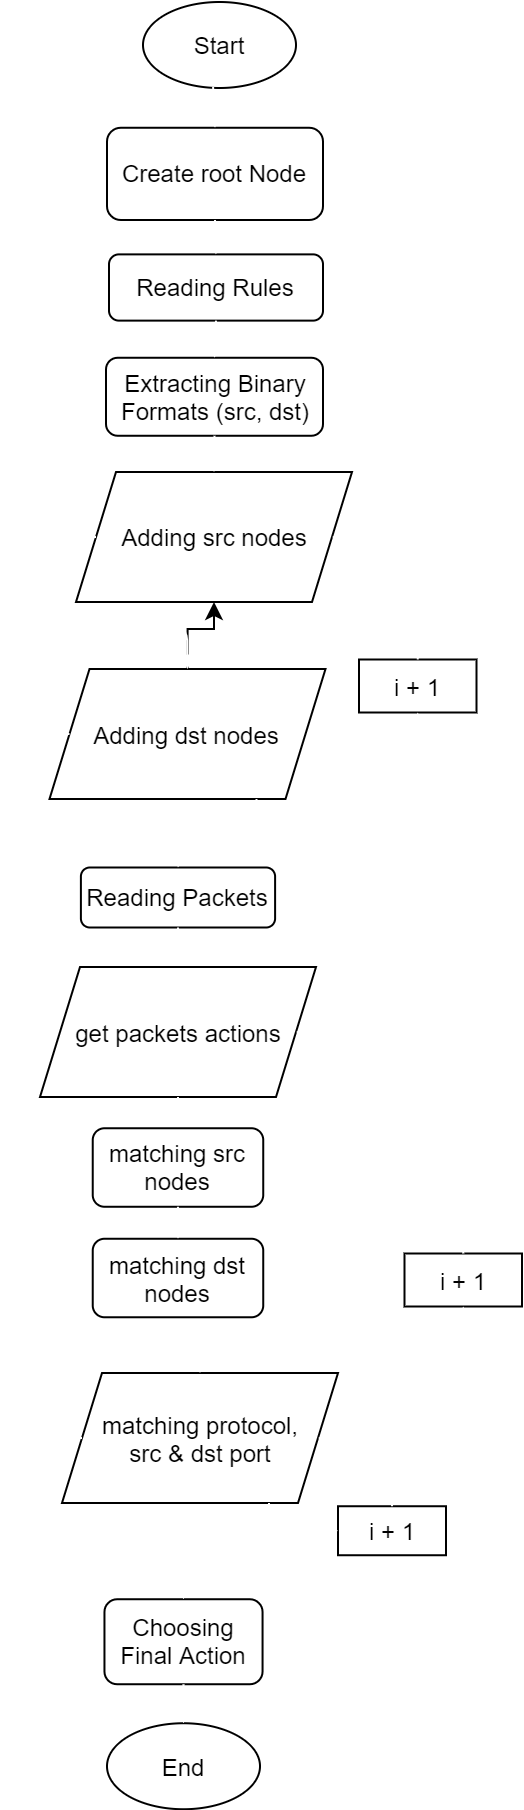 Start
Create root Node
Reading Rules
Extracting Binary
Formats (src, dst)
Adding src nodes
i + 1
Adding dst nodes
Reading Packets
get packets actions
matching src
nodes
matching dst
nodes
i + 1
matching protocol,
src & dst port
i + 1
Choosing
Final Action
End